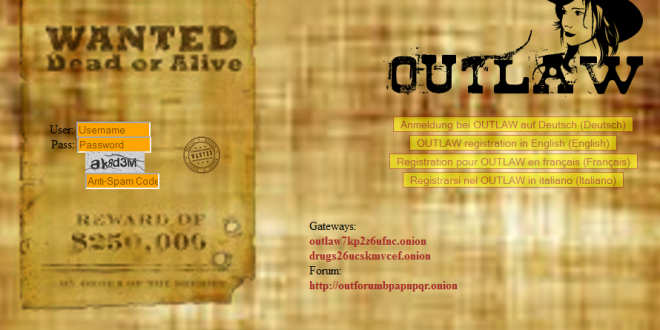 WANTED
Dead or Alive
OUTLAW
User: Username
Pass: Password
ak8d3M
Anti-Spam Code
WANTED
REWARD OF
$250,000
Anmeldung bei OUTLAW auf Deutsch (Deutsch)
OUTLAW registration in English (English)
Registration pour OUTLAW en français (Français)
Registrarsi nel OUTLAW in italiano (Italiano)
Gateways:
outlaw7kp2z6ufnc.onion
drugs26ucskmvcef.onion
Forum:
http://outforumbpapnpqr.onion